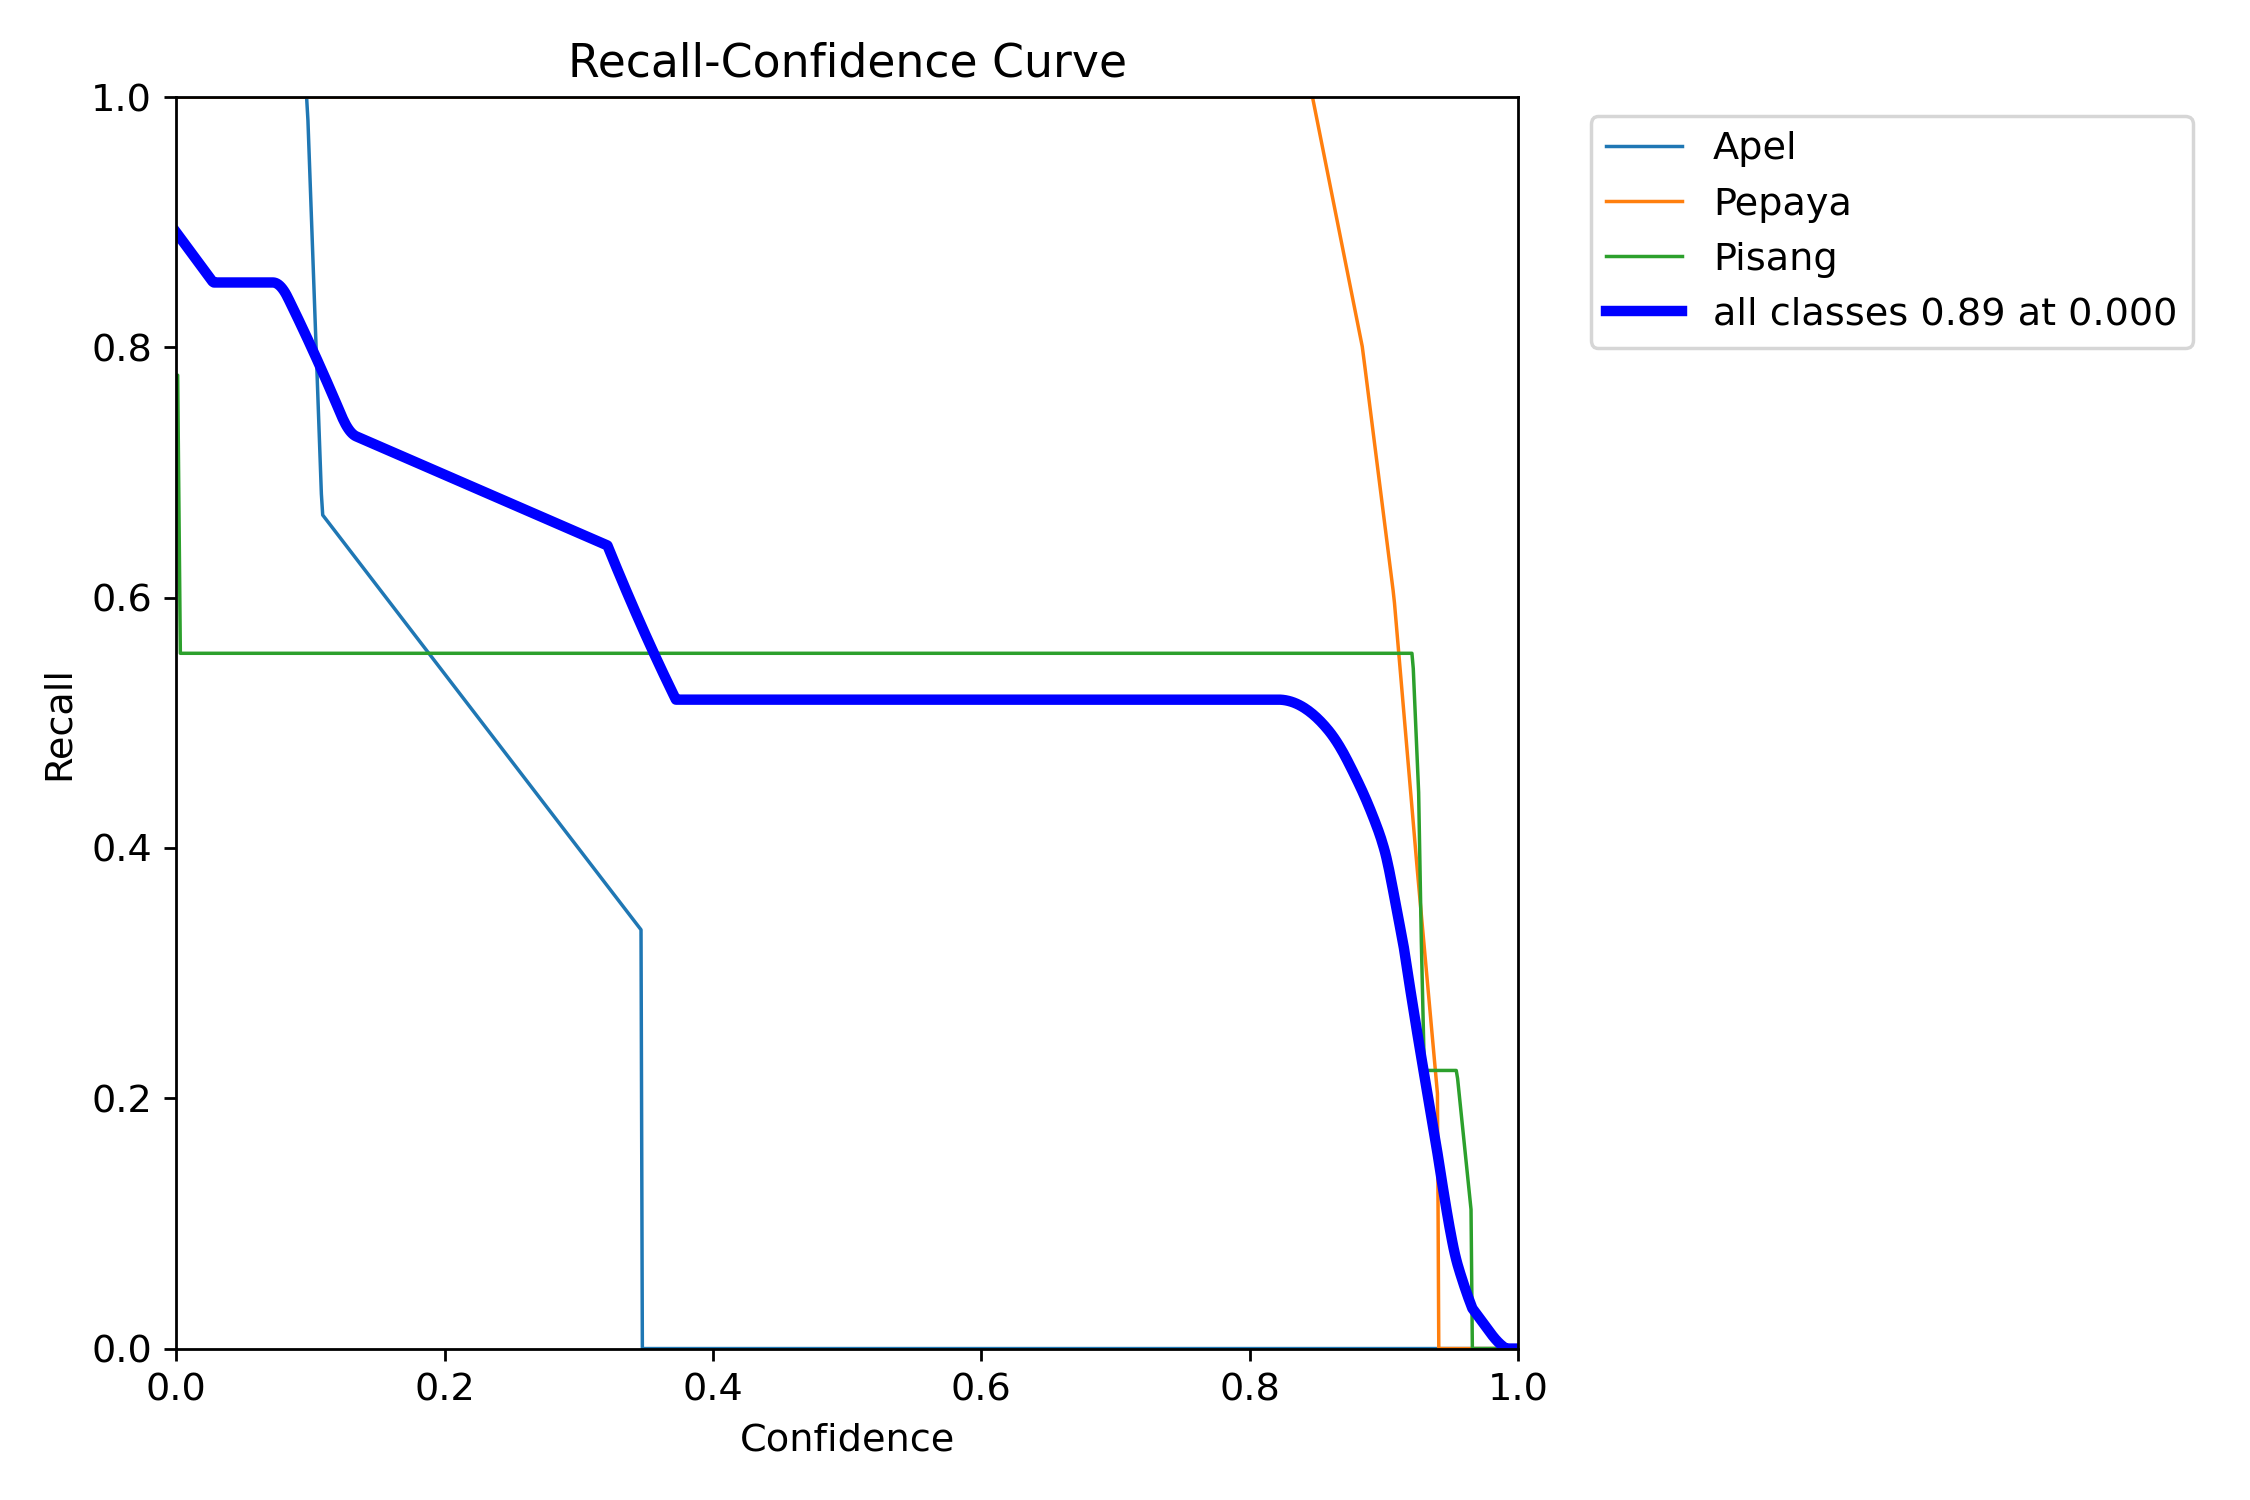 Recall-Confidence Curve
1.0
0.8
0.6
0.4
0.2
0.0
Recall
0.0 0.2 0.4 0.6 0.8 1.0
Confidence
Apel
Pepaya
Pisang
all classes 0.89 at 0.000